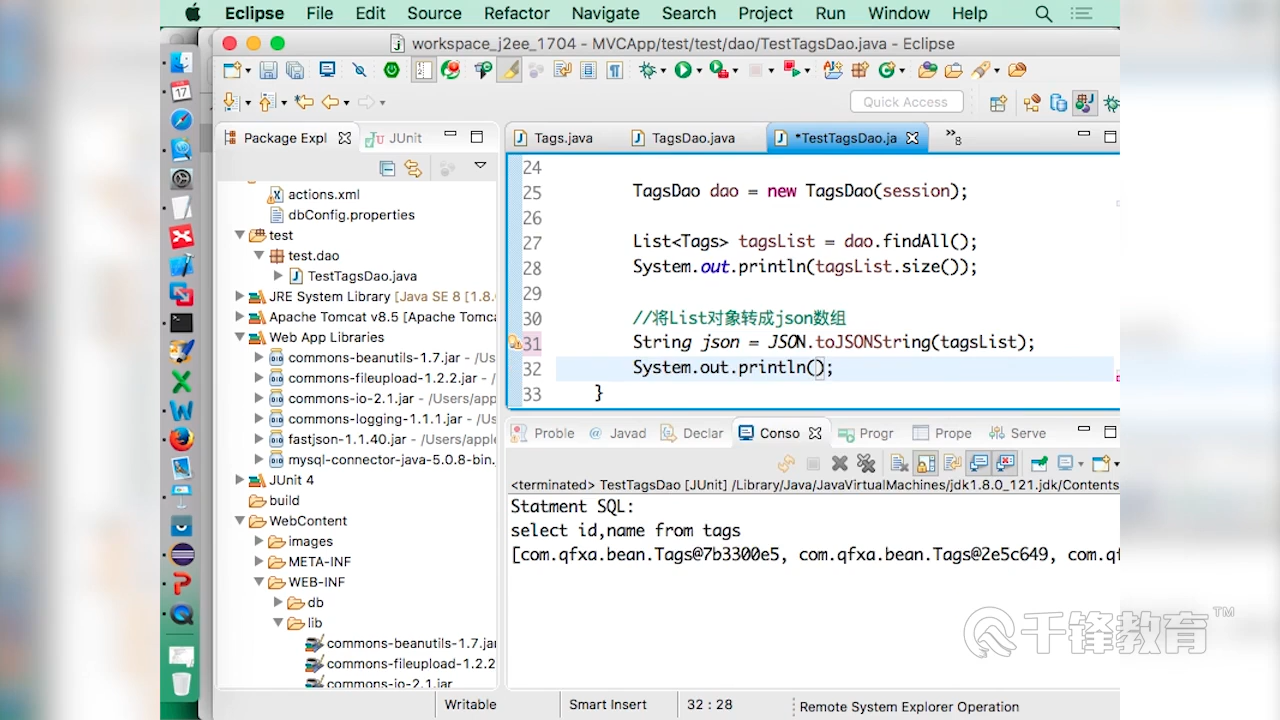 Eclipse File Edit Source Refactor Navigate Search Project Run Window Help
workspace_j2ee_1704 - MVCApp/test/test/dao/TestTagsDao.java - Eclipse
17
Quick Access
Package Expl JUnit
Tags.java TagsDao.java *TestTagsDao.ja »8
actions.xml
dbConfig.properties
test
test.dao
TestTagsDao.java
JRE System Library [Java SE 8 [1.8.
Apache Tomcat v8.5 [Apache Tomc
Web App Libraries
commons-beanutils-1.7.jar - /Us
commons-fileupload-1.2.2.jar - /
commons-io-2.1.jar - /Users/app
commons-logging-1.1.1.jar - /Us
fastjson-1.1.40.jar - /Users/apple
mysql-connector-java-5.0.8-bin.
JUnit 4
build
WebContent
images
META-INF
WEB-INF
db
lib
commons-beanutils-1.7.jar
commons-fileupload-1.2.2
commons-io-2.1.jar
24
25 TagsDao dao = new TagsDao(session);
26
27 List<Tags> tagsList = dao.findAll();
28 System.out.println(tagsList.size());
29
30 //将List对象转成json数组
31 String json = JSON.toJSONString(tagsList);
32 System.out.println();
33 }
Proble @ Javad Declar Conso Progr Prope Serve
<terminated> TestTagsDao [JUnit] /Library/Java/JavaVirtualMachines/jdk1.8.0_121.jdk/Contents
Statment SQL:
select id,name from tags
[com.qfxa.bean.Tags@7b3300e5, com.qfxa.bean.Tags@2e5c649, com.q
千锋教育™
Writable Smart Insert 32 : 28 Remote System Explorer Operation